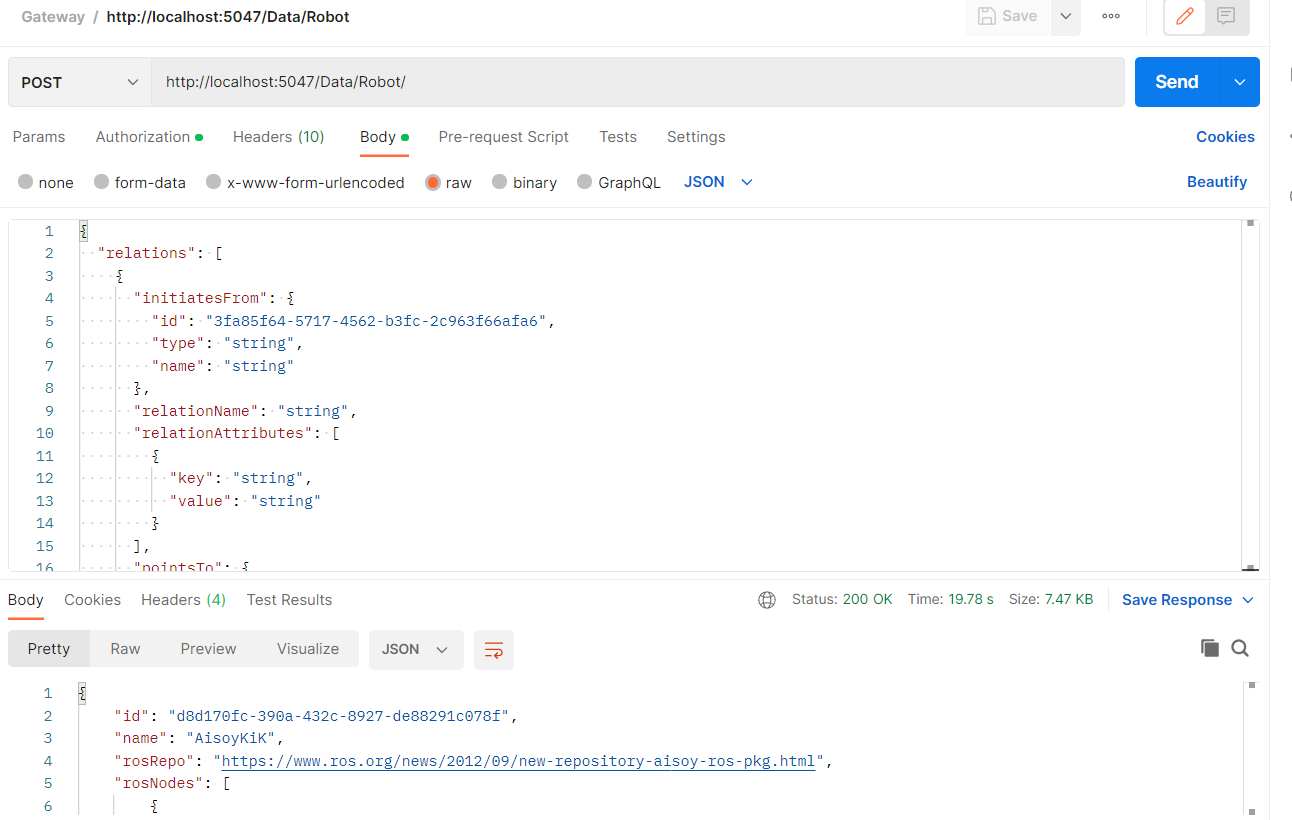 Gateway / http://localhost:5047/Data/Robot
Save
POST http://localhost:5047/Data/Robot/ Send
Params Authorization Headers (10) Body Pre-request Script Tests Settings Cookies
none form-data x-www-form-urlencoded raw binary GraphQL JSON Beautify
1 {
2 "relations": [
3 {
4 "initiatesFrom": {
5 "id": "3fa85f64-5717-4562-b3fc-2c963f66afa6",
6 "type": "string",
7 "name": "string"
8 },
9 "relationName": "string",
10 "relationAttributes": [
11 {
12 "key": "string",
13 "value": "string"
14 }
15 ],
16 "pointsTo": {
Body Cookies Headers (4) Test Results Status: 200 OK Time: 19.78 s Size: 7.47 KB Save Response
Pretty Raw Preview Visualize JSON
1 {
2 "id": "d8d170fc-390a-432c-8927-de88291c078f",
3 "name": "AisoyKiK",
4 "rosRepo": "https://www.ros.org/news/2012/09/new-repository-aisoy-ros-pkg.html",
5 "rosNodes": [
6 {